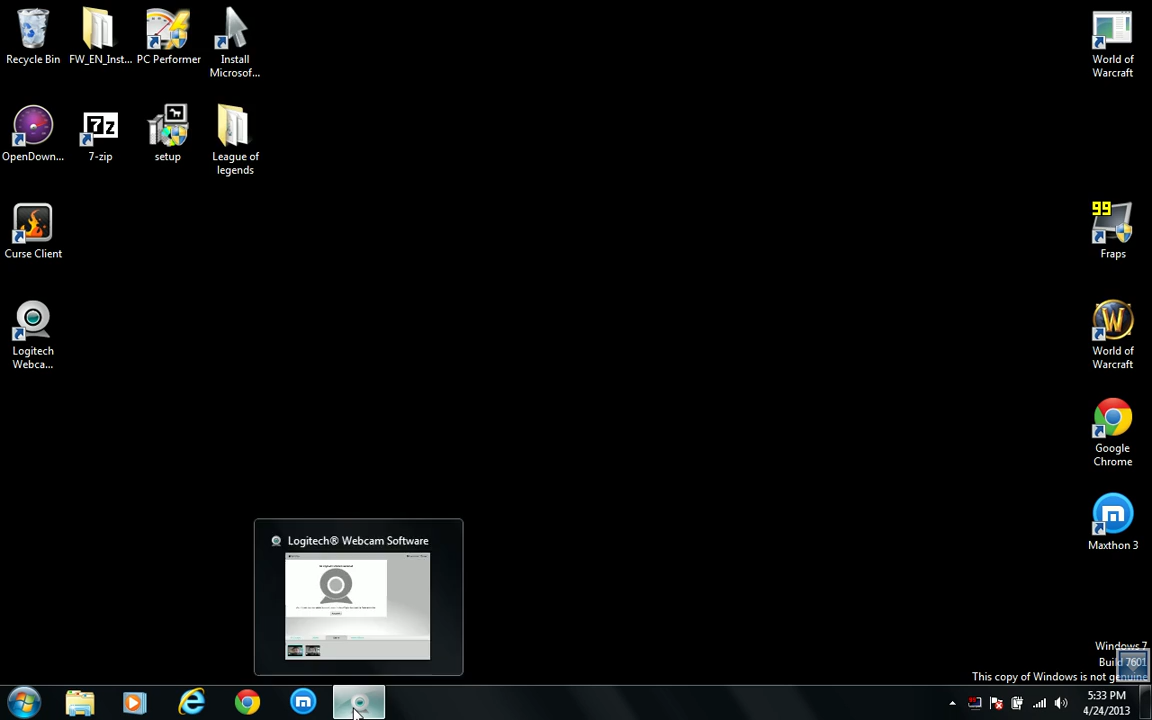 Recycle Bin
FW_EN_Inst...
PC Performer
Install
Microsof...
World of
Warcraft
OpenDown...
7z
7-zip
setup
League of
legends
Curse Client
99
Fraps
Logitech
Webca...
W
World of
Warcraft
Google
Chrome
m
Maxthon 3
Logitech® Webcam Software
Windows 7
Build 7601
This copy of Windows is not genuine
5:33 PM
4/24/2013